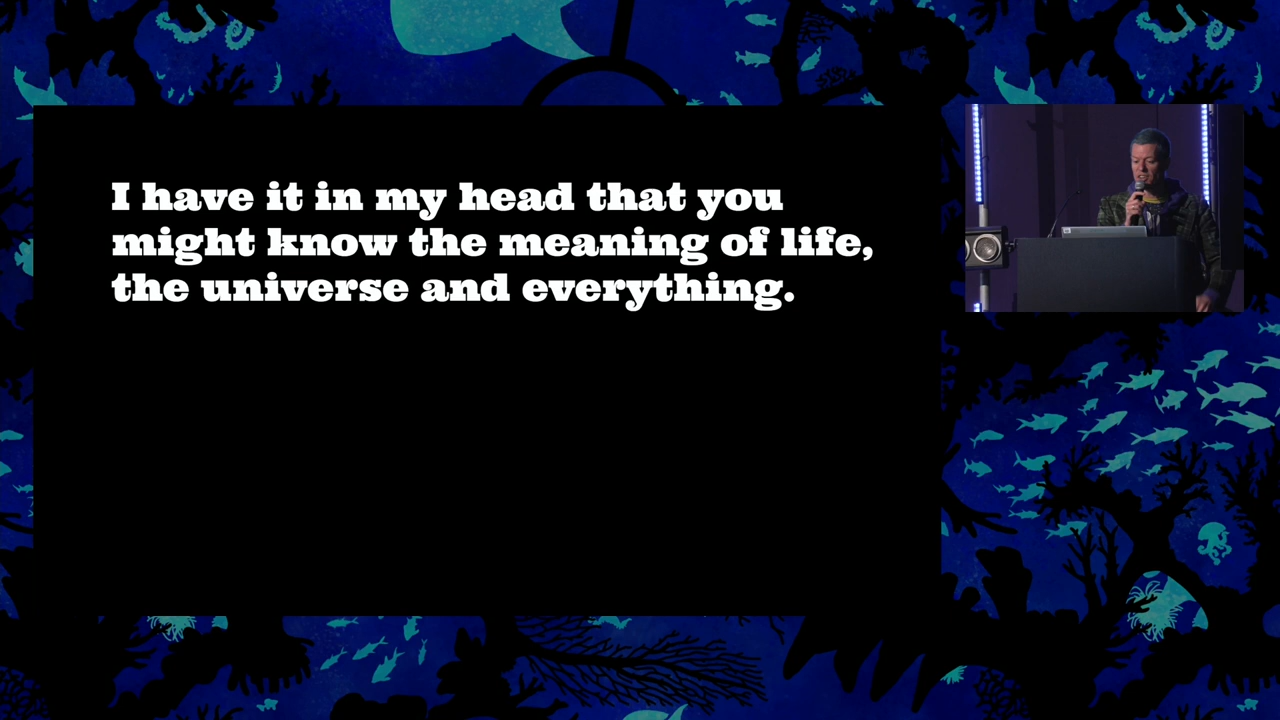 I have it in my head that you
might know the meaning of life,
the universe and everything.